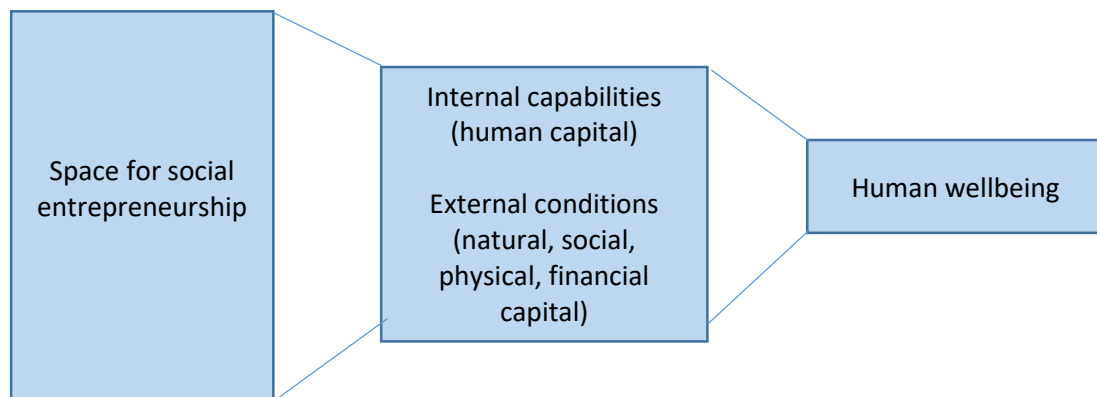 Space for social
entrepreneurship
Internal capabilities
(human capital)
External conditions
(natural, social,
physical, financial
capital)
Human wellbeing